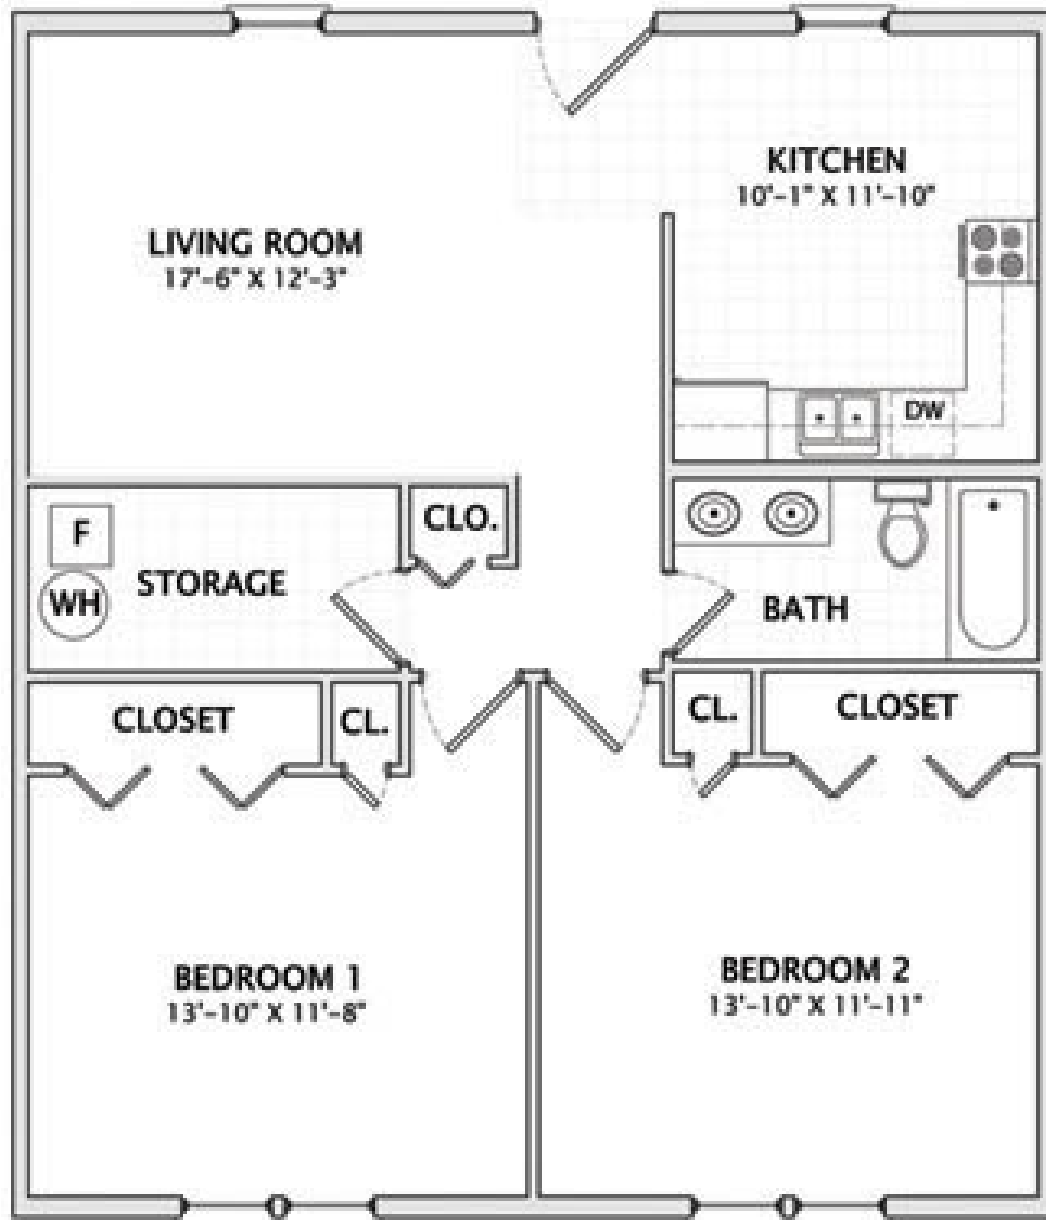 KITCHEN
10'-1" X 11'-10"
LIVING ROOM
17'-6" X 12'-3"
DW
F
CLO.
WH
STORAGE
BATH
CLOSET
CL.
CL.
CLOSET
BEDROOM 1
13'-10" X 11'-8"
BEDROOM 2
13'-10" X 11'-11"